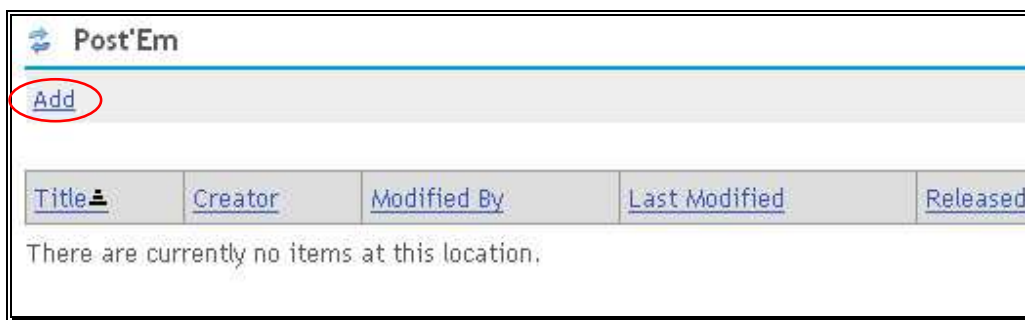 Post'Em
Add
Title Creator Modified By Last Modified Released
There are currently no items at this location.